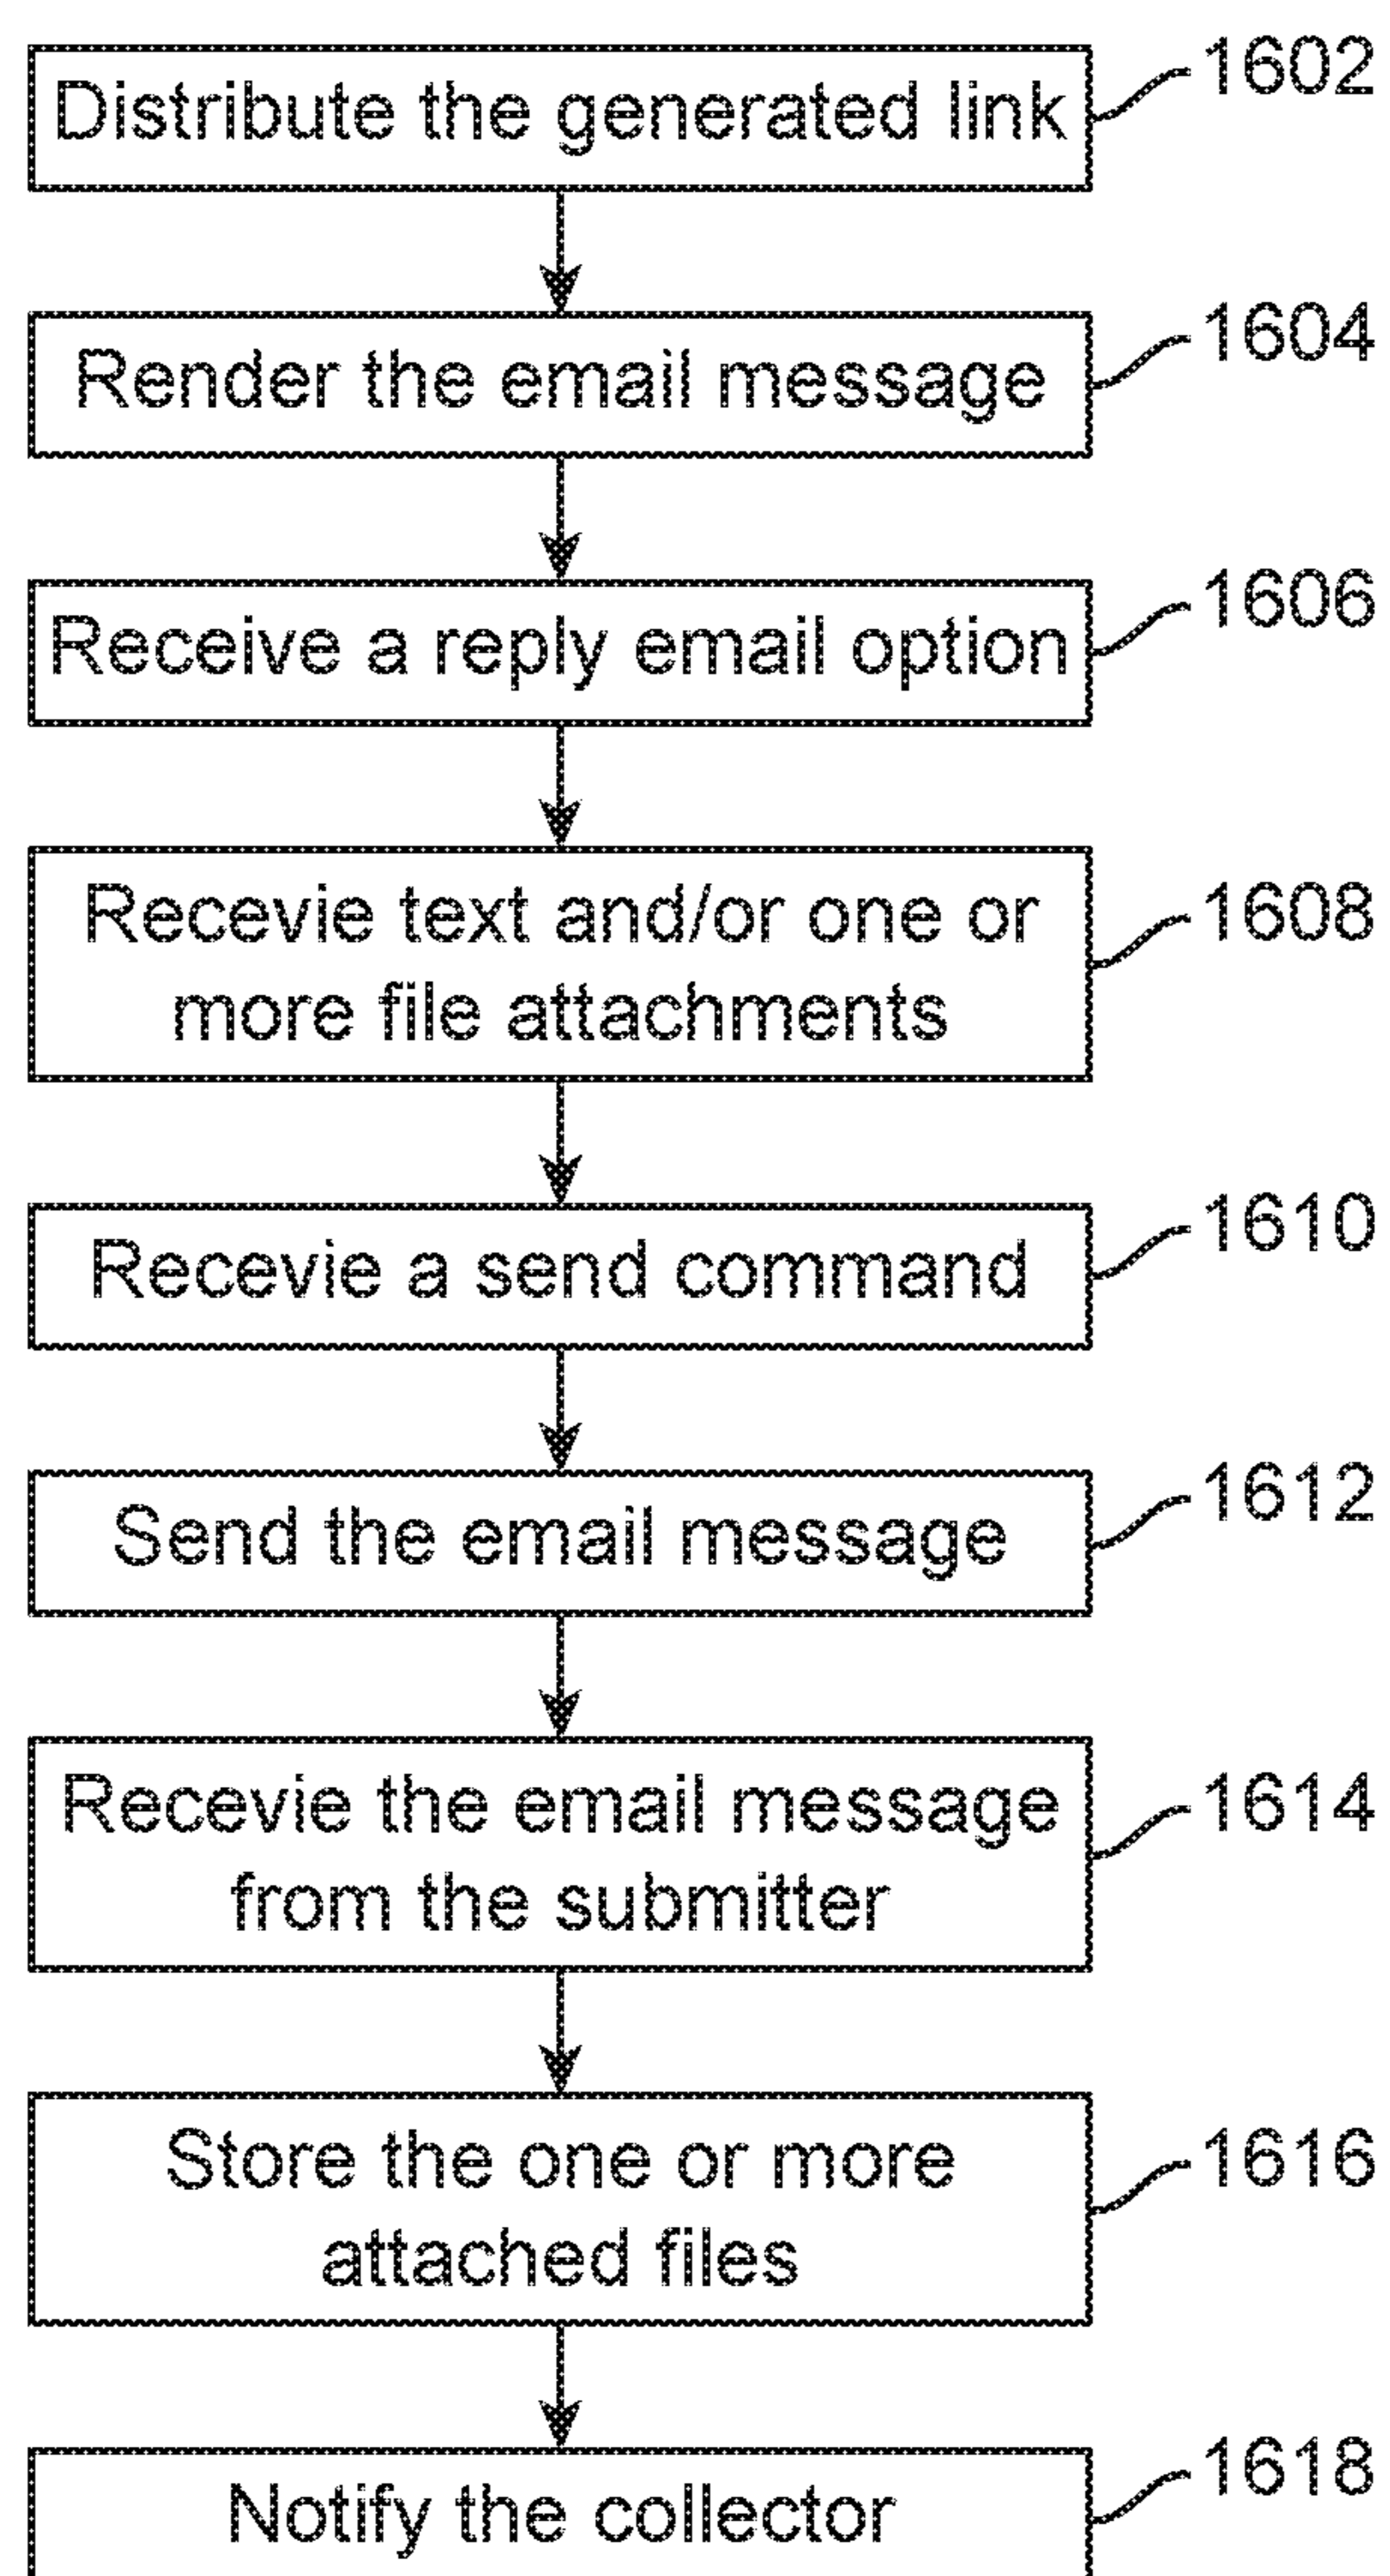 Distribute the generated link
1602
Render the email message
1604
Receive a reply email option
1606
Recevie text and/or one or
more file attachments
1608
Recevie a send command
1610
Send the email message
1612
Recevie the email message
from the submitter
1614
Store the one or more
attached files
1616
Notify the collector
1618